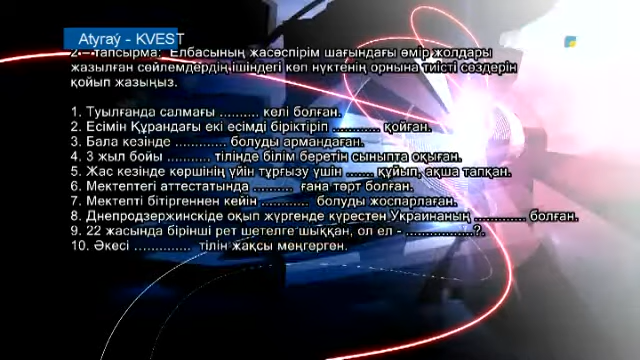 Atyraý - KVEST
2 - тапсырма: Елбасының жасөспірім шағындағы өмір жолдары
жазылған сөйлемдердің ішіндегі көп нүктенің орнына тиісті сөздерін
қойып жазыңыз.
1. Туылғанда салмағы .......... келі болған.
2. Есімін Құрандағы екі есімді біріктіріп ............ қойған.
3. Бала кезінде ............. болуды армандаған.
4. 3 жыл бойы ........... тілінде білім беретін сыныпта оқыған.
5. Жас кезінде көршінің үйін тұрғызу үшін ....... құйып, ақша тапқан.
6. Мектептегі аттестатында .......... ғана төрт болған.
7. Мектепті бітіргеннен кейін ............ болуды жоспарлаған.
8. Днепродзержинскіде оқып жүргенде күрестен Украинаның ............. болған.
9. 22 жасында бірінші рет шетелге шыққан, ол ел - .................?.
10. Әкесі .............. тілін жақсы меңгерген.